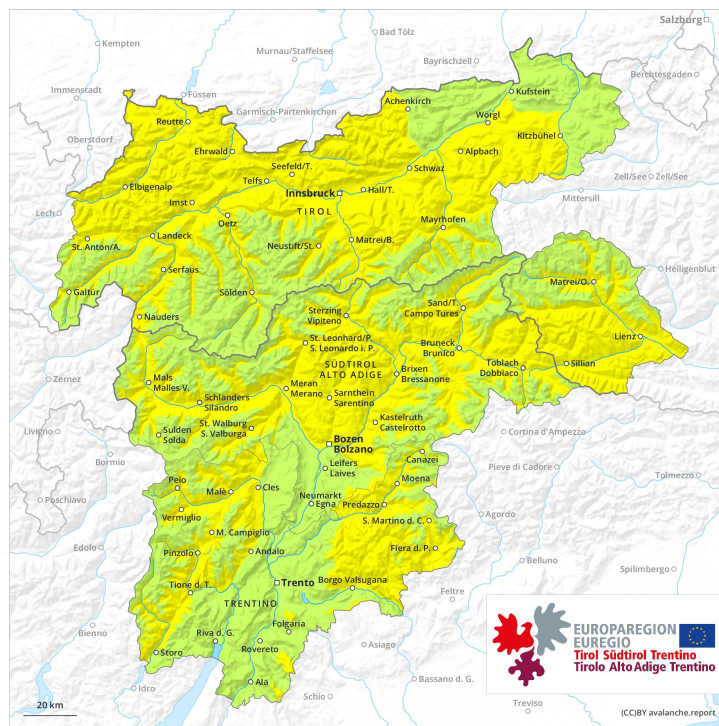 Salzburg
Bad Tölz
Kempten
Murnau/Staffelsee
Bayrischzell
Berchtesgaden
Immenstadt
Füssen
Garmisch-Partenkirchen
Achenkirch
Kufstein
Reutte
Wörgl
Kitzbühel
Oberstdorf
Ehrwald
Alpbach
Seefeld/T.
Schwaz
Zell/See
Zell/See
Telfs
Elbigenalp
Innsbruck
Hall/T.
Mittersill
Imst
TIROL
Lech
Oetz
Mayrhofen
Landeck
St. Anton/A.
Neustift/St.
Matrei/B.
Serfaus
Heiligenblut
Galtür
Sölden
Matrei/O.
Nauders
Sterzing
Vipiteno
Sand/T.
Campo Tures
Lienz
St. Leonhard/P.
S. Leonardo i. P.
Bruneck
Brunico
Sillian
SÜDTIROL
ALTO ADIGE
Toblach
Dobbiaco
Brixen
Bressanone
Zernez
Mals
Malles V.
Meran
Merano
Schlanders
Silandro
Sarnthein
Sarentino
St. Walburg
S. Valburga
Kastelruth
Castelrotto
Livigno
Sulden
Solda
Cortina d'Ampezzo
Bozen
Bolzano
Bormio
Canazei
Leifers
Laives
Pieve di Cadore
Tolmezzo
Peio
Malè
Cles
Moena
Poschiavo
Neumarkt
Egna
Predazzo
Vermiglio
S. Martino d. C.
Agordo
M. Campiglio
Edolo
Pinzolo
Andalo
Fiera d. P.
Belluno
Trento
Spilimbergo
Tione d. T.
Borgo Valsugana
Feltre
TRENTINO
Folgaria
Bienno
Riva d. G.
Rovereto
Asiago
Storo
Ala
Bassano d. G.
Idro
Schio
Treviso
EUROPAREGION
EUREGIO
Tirol Südtirol Trentino
Tirolo Alto Adige Trentino
20 km
(CC)BY avalanche.report